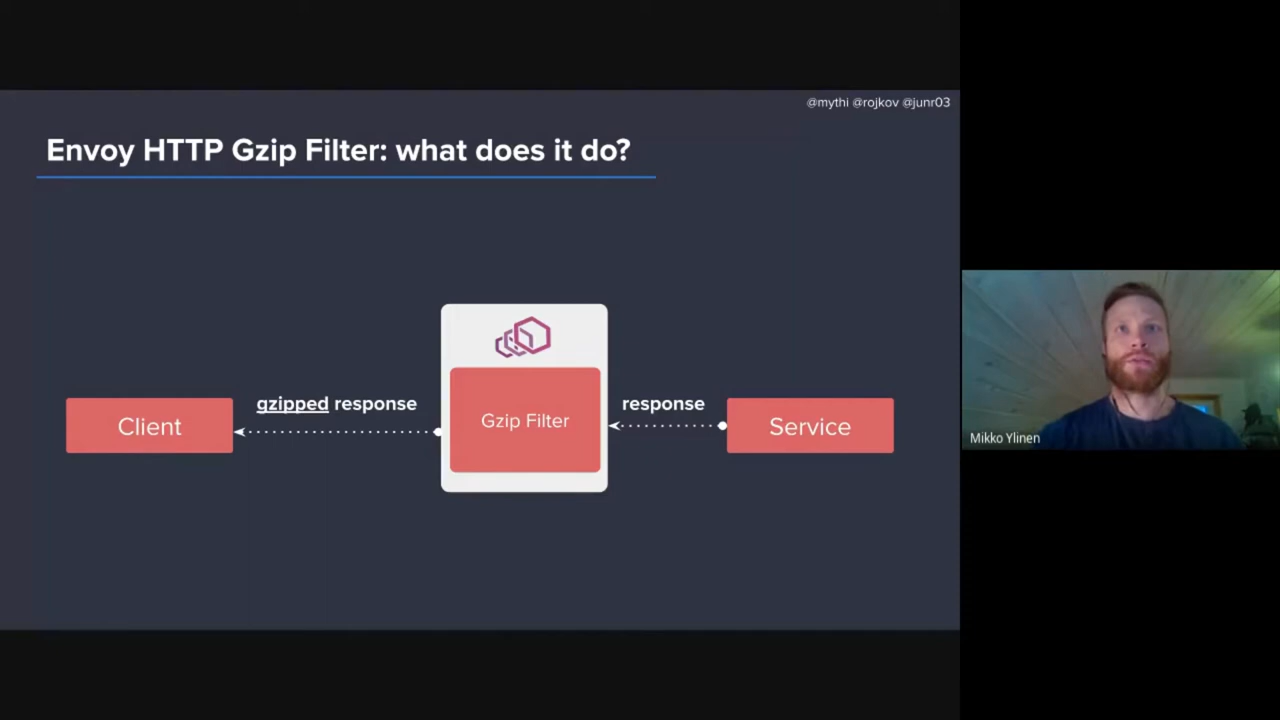 @mythi @rojkov @junr03
Envoy HTTP Gzip Filter: what does it do?
gzipped response
response
Client
Gzip Filter
Service
Mikko Ylinen